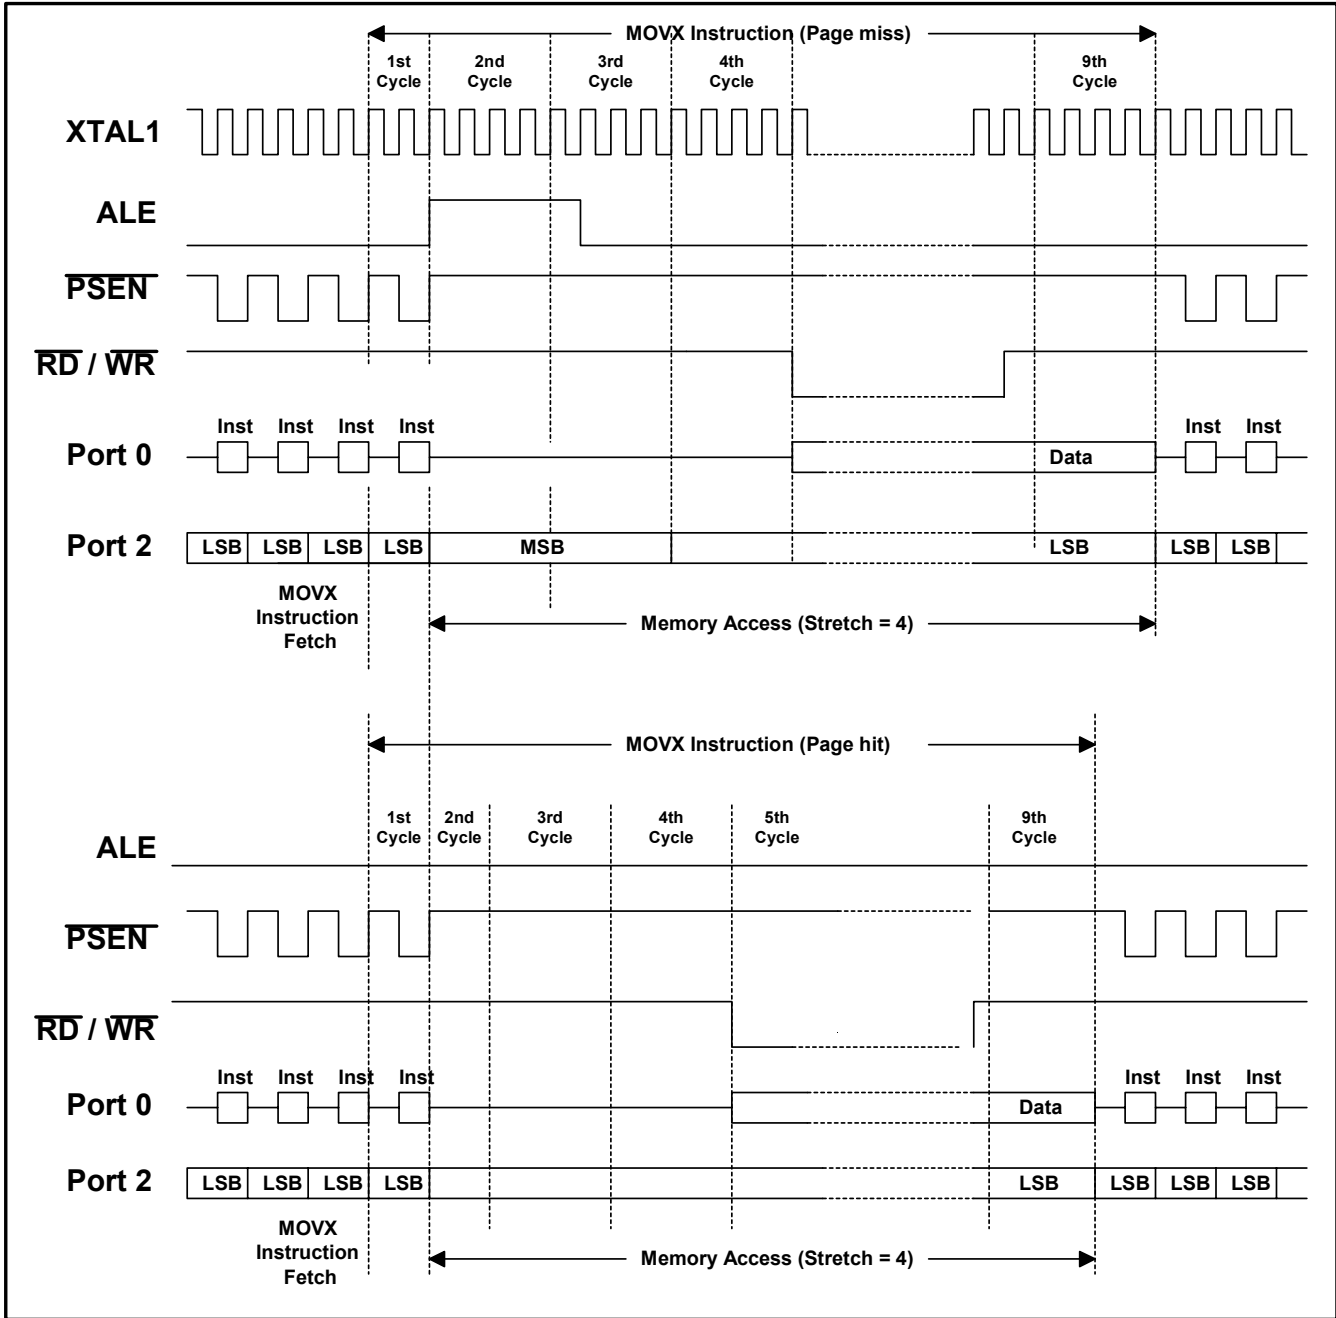 MOVX Instruction (Page miss)
1st Cycle
2nd Cycle
3rd Cycle
4th Cycle
9th Cycle
XTAL1
ALE
PSEN
RD / WR
Inst Inst Inst Inst Inst Inst
Port 0
Data
Port 2
LSB LSB LSB LSB MSB LSB LSB LSB
MOVX
Instruction
Fetch
Memory Access (Stretch = 4)
MOVX Instruction (Page hit)
1st Cycle
2nd Cycle
3rd Cycle
4th Cycle
5th Cycle
9th Cycle
ALE
PSEN
RD / WR
Inst Inst Inst Inst Inst Inst Inst
Port 0
Data
Port 2
LSB LSB LSB LSB LSB LSB LSB LSB
MOVX
Instruction
Fetch
Memory Access (Stretch = 4)